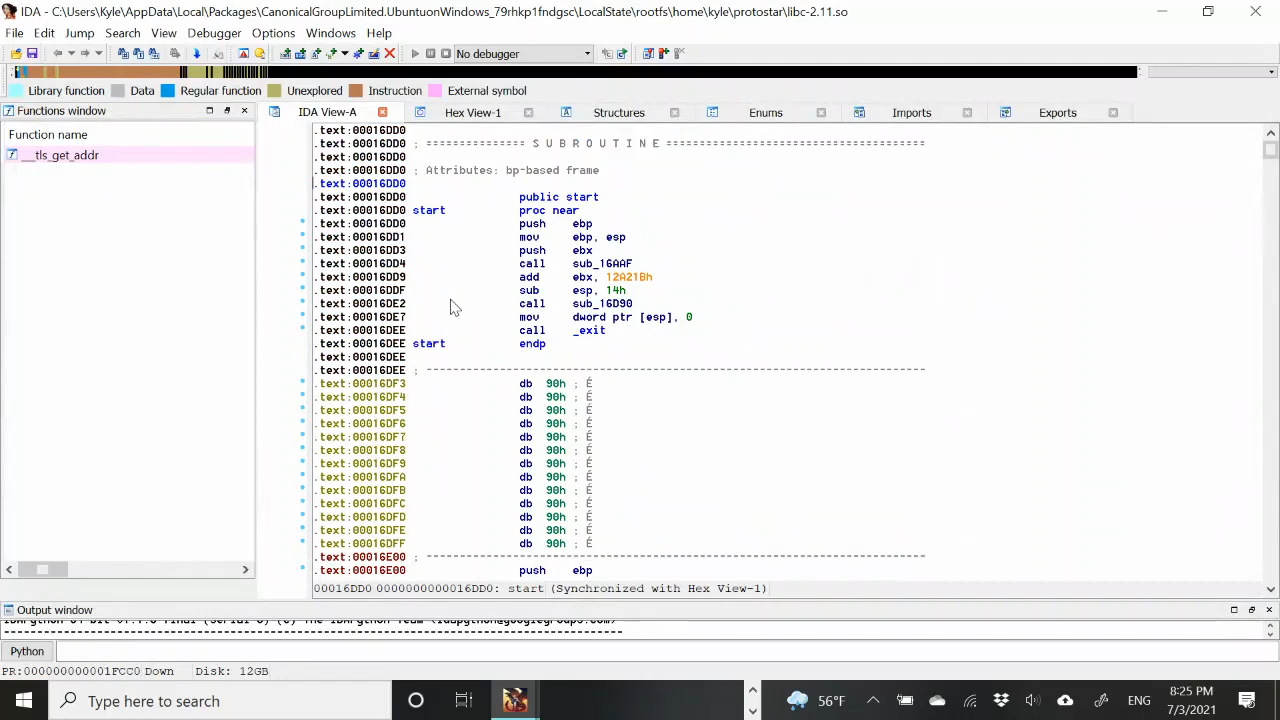 IDA - C:\Users\Kyle\AppData\Local\Packages\CanonicalGroupLimited.UbuntuonWindows_79rhkp1fndgsc\LocalState\rootfs\home\kyle\protostar\libc-2.11.so
File Edit Jump Search View Debugger Options Windows Help
No debugger
Library function Data Regular function Unexplored Instruction External symbol
Functions window
IDA View-A Hex View-1 Structures Enums Imports Exports
Function name
__tls_get_addr
.text:00016DD0
.text:00016DD0 ; =============== S U B R O U T I N E =======================================
.text:00016DD0
.text:00016DD0 ; Attributes: bp-based frame
.text:00016DD0
.text:00016DD0 public start
.text:00016DD0 start proc near
.text:00016DD0 push ebp
.text:00016DD1 mov ebp, esp
.text:00016DD3 push ebx
.text:00016DD4 call sub_16AAF
.text:00016DD9 add ebx, 12A21Bh
.text:00016DDF sub esp, 14h
.text:00016DE2 call sub_16D90
.text:00016DE7 mov dword ptr [esp], 0
.text:00016DEE call _exit
.text:00016DEE start endp
.text:00016DEE
.text:00016DEE ; ---------------------------------------------------------------------------
.text:00016DF3 db 90h ; É
.text:00016DF4 db 90h ; É
.text:00016DF5 db 90h ; É
.text:00016DF6 db 90h ; É
.text:00016DF7 db 90h ; É
.text:00016DF8 db 90h ; É
.text:00016DF9 db 90h ; É
.text:00016DFA db 90h ; É
.text:00016DFB db 90h ; É
.text:00016DFC db 90h ; É
.text:00016DFD db 90h ; É
.text:00016DFE db 90h ; É
.text:00016DFF db 90h ; É
.text:00016E00 ; ---------------------------------------------------------------------------
.text:00016E00 push ebp
00016DD0 0000000000016DD0: start (Synchronized with Hex View-1)
Output window
Python
PR:000000000001FCC0 Down Disk: 12GB
Type here to search
56°F
ENG
8:25 PM
7/3/2021